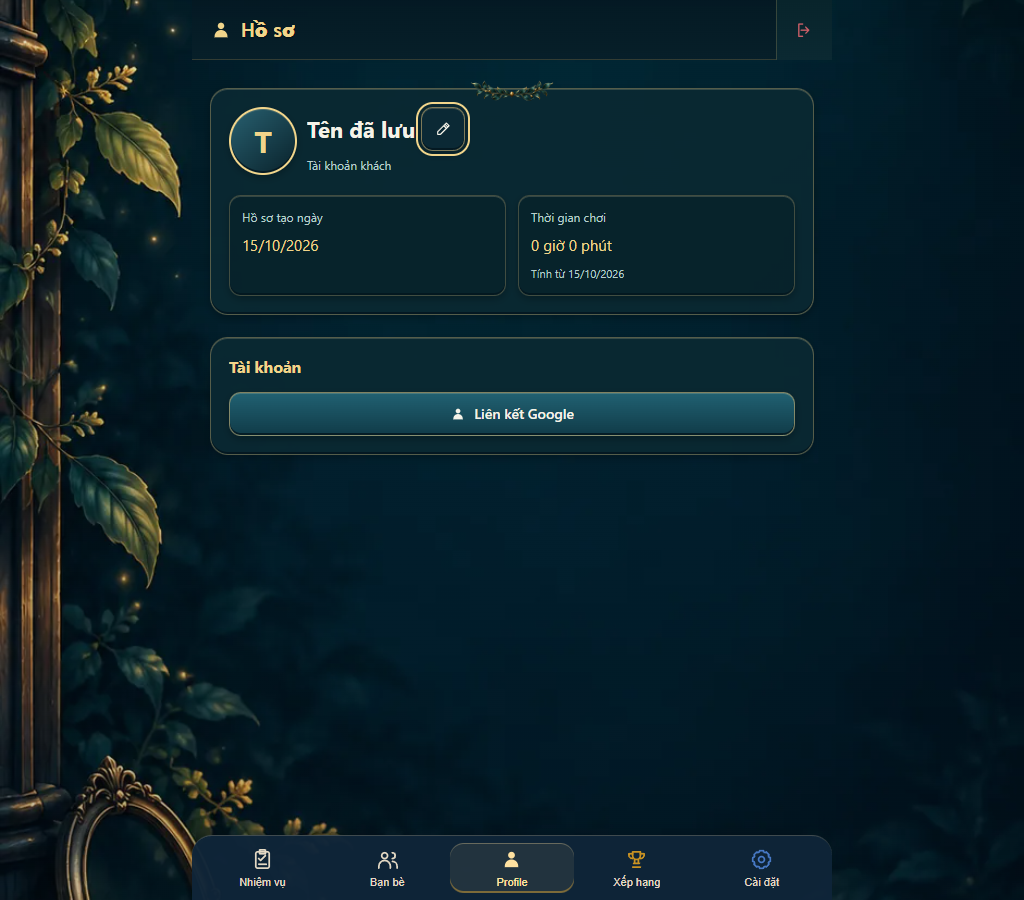 Hồ sơ
T
Tên đã lưu
Tài khoản khách
Hồ sơ tạo ngày
15/10/2026
Thời gian chơi
0 giờ 0 phút
Tính từ 15/10/2026
Tài khoản
Liên kết Google
Nhiệm vụ
Bạn bè
Profile
Xếp hạng
Cài đặt